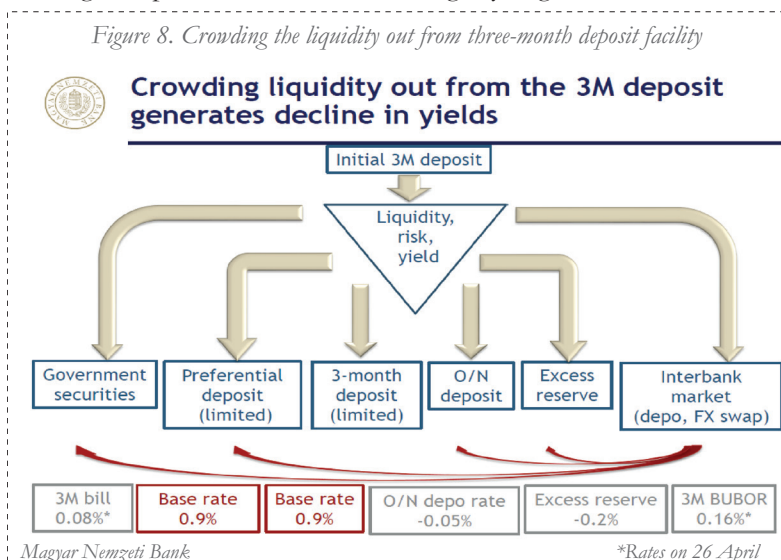 Figure 8. Crowding the liquidity out from three-month deposit facility
MAGYAR NEMZETI BANK
Crowding liquidity out from the 3M deposit
generates decline in yields
Initial 3M deposit
Liquidity,
risk,
yield
Government
securities
Preferential
deposit
(limited)
3-month
deposit
(limited)
O/N
deposit
Excess
reserve
Interbank
market
(depo, FX swap)
3M bill
0.08%*
Base rate
0.9%
Base rate
0.9%
O/N depo rate
-0.05%
Excess reserve
-0.2%
3M BUBOR
0.16%*
Magyar Nemzeti Bank
*Rates on 26 April